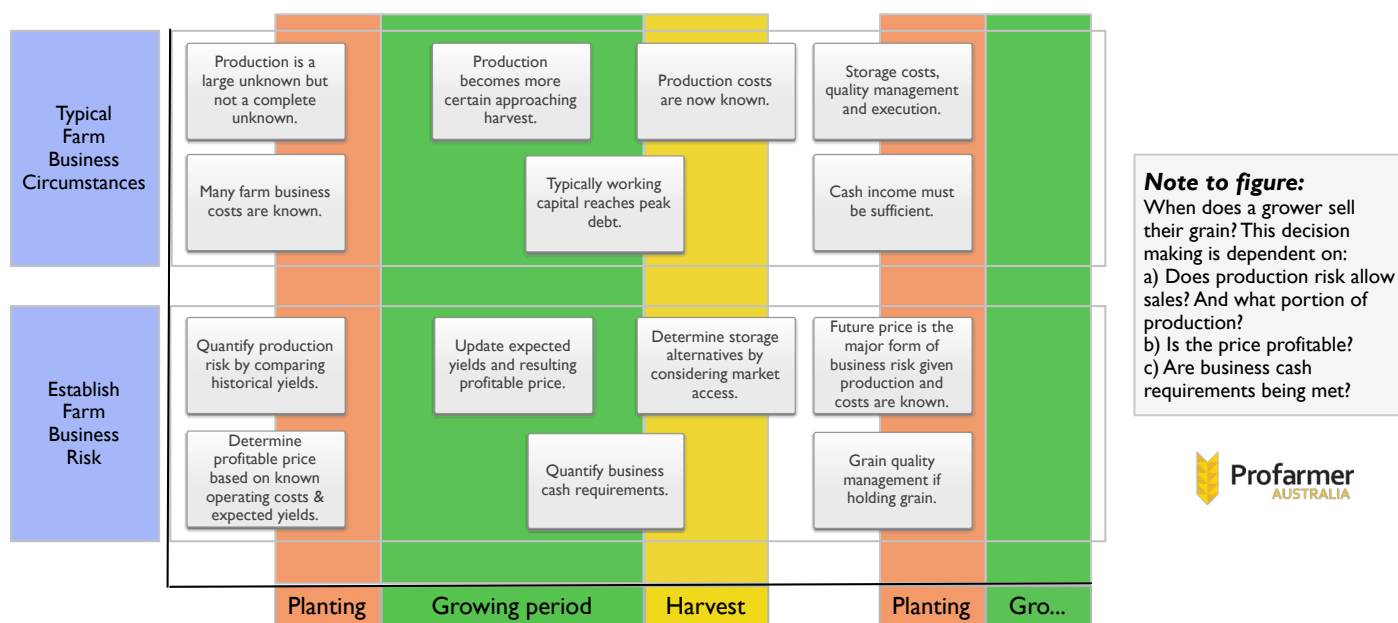 Typical
Farm
Business
Circumstances
Production is a
large unknown but
not a complete
unknown.
Production
becomes more
certain approaching
harvest.
Production costs
are now known.
Storage costs,
quality management
and execution.
Many farm business
costs are known.
Typically working
capital reaches peak
debt.
Cash income must
be sufficient.
Establish
Farm
Business
Risk
Quantify production
risk by comparing
historical yields.
Update expected
yields and resulting
profitable price.
Determine storage
alternatives by
considering market
access.
Future price is the
major form of
business risk given
production and
costs are known.
Determine
profitable price
based on known
operating costs &
expected yields.
Quantify business
cash requirements.
Grain quality
management if
holding grain.
Planting
Growing period
Harvest
Planting
Gro...
Note to figure:
When does a grower sell
their grain? This decision
making is dependent on:
a) Does production risk allow
sales? And what portion of
production?
b) Is the price profitable?
c) Are business cash
requirements being met?
Profarmer
AUSTRALIA